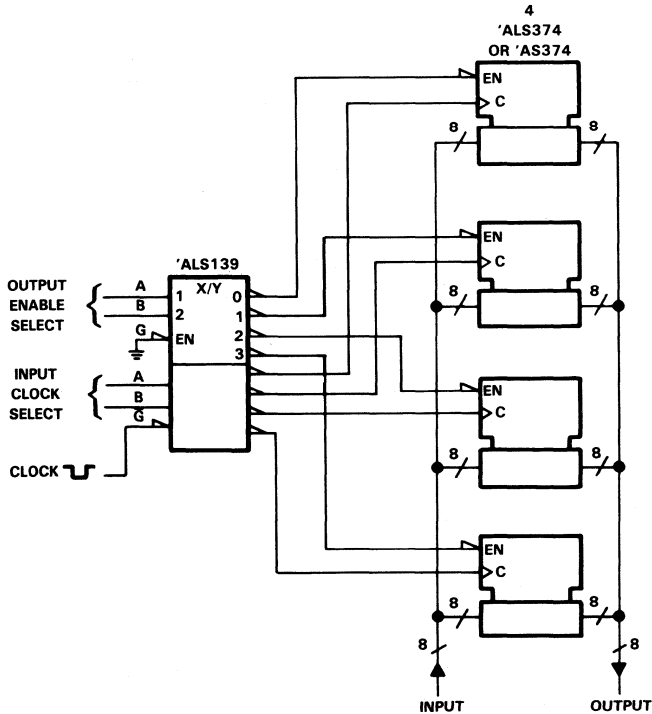 4
'ALS374
OR 'AS374
EN
C
8
8
'ALS139
X/Y
OUTPUT
ENABLE
SELECT
A
B
G
1
2
EN
0
1
2
3
EN
C
8
8
INPUT
CLOCK
SELECT
A
B
G
CLOCK
EN
C
8
8
EN
C
8
8
8
8
INPUT
OUTPUT